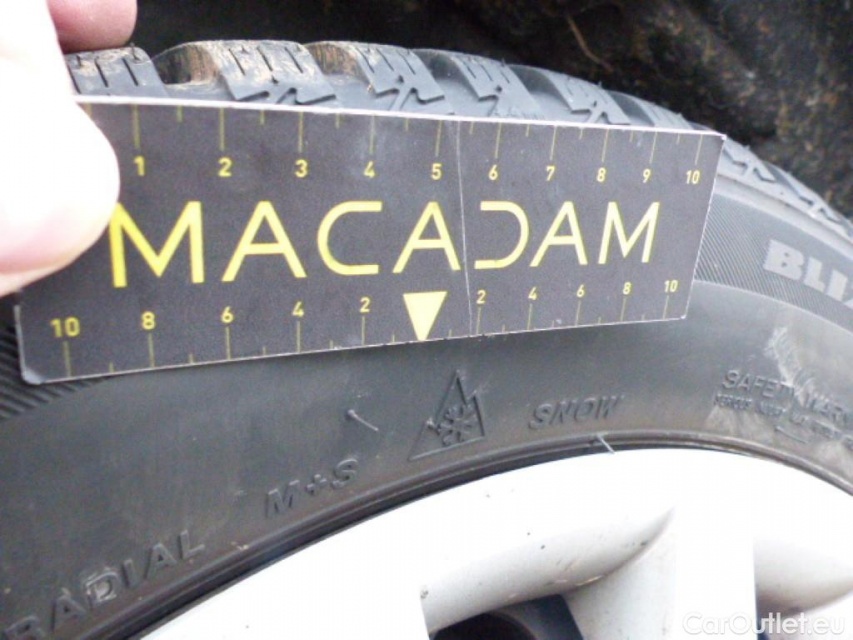 1 2 3 4 5 6 7 8 9 10
MACADAM
10 8 6 4 2 2 4 6 8 10
BLIZ
SNOW
SAFETY WARN
M+S
RADIAL
CarOutlet.eu